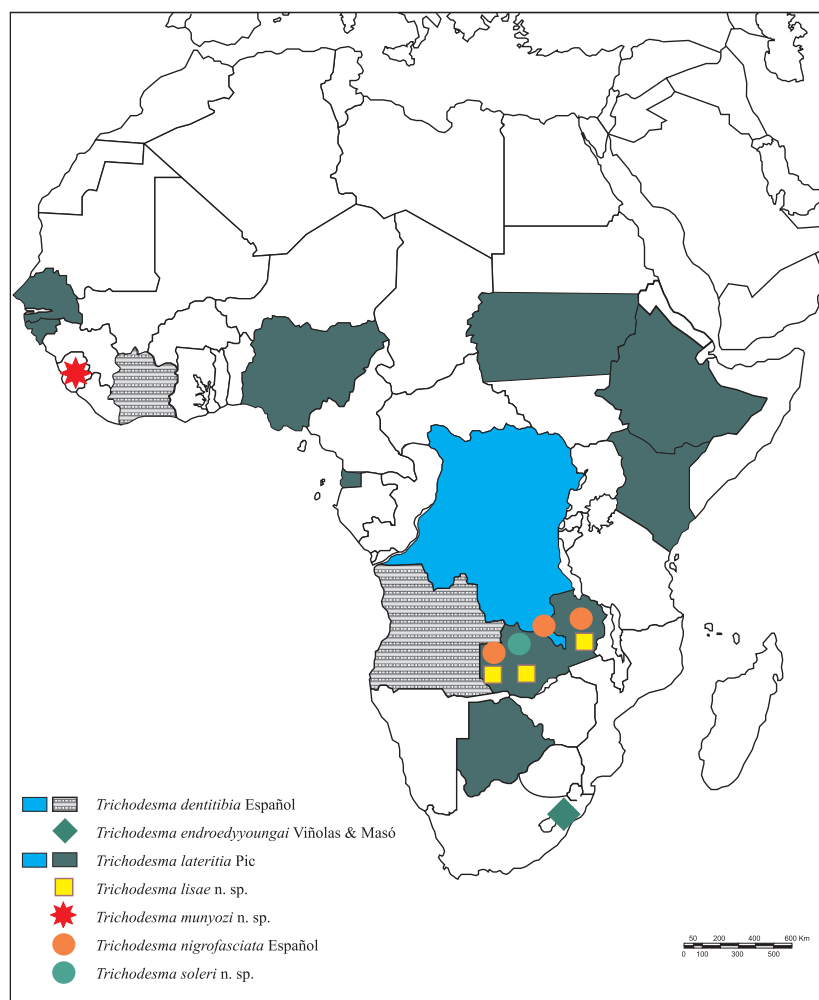 Trichodesma dentitibia Español
Trichodesma endroedyyoungai Viñolas & Masó
Trichodesma lateritia Pic
Trichodesma lisae n. sp.
Trichodesma munyozi n. sp.
Trichodesma nigrofasciata Español
Trichodesma soleri n. sp.
50 200 400 600 Km
0 100 300 500